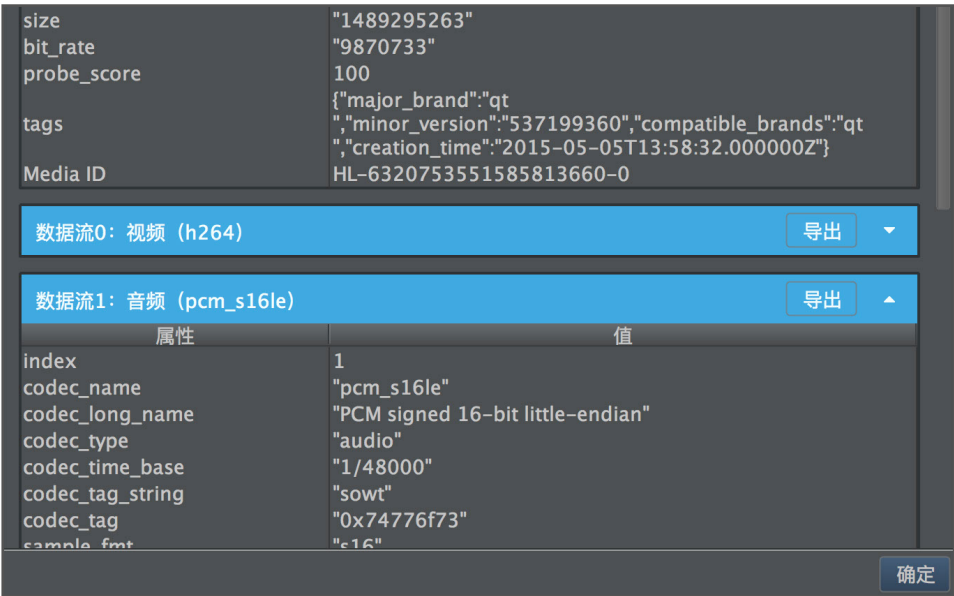 size "1489295263"
bit_rate "9870733"
probe_score 100
{"major_brand":"qt
tags ","minor_version":"537199360","compatible_brands":"qt
","creation_time":"2015-05-05T13:58:32.000000Z"}
Media ID HL-6320753551585813660-0
数据流0：视频（h264） 导出
数据流1：音频（pcm_s16le） 导出
属性 值
index 1
codec_name "pcm_s16le"
codec_long_name "PCM signed 16-bit little-endian"
codec_type "audio"
codec_time_base "1/48000"
codec_tag_string "sowt"
codec_tag "0x74776f73"
sample_fmt "s16"
确定